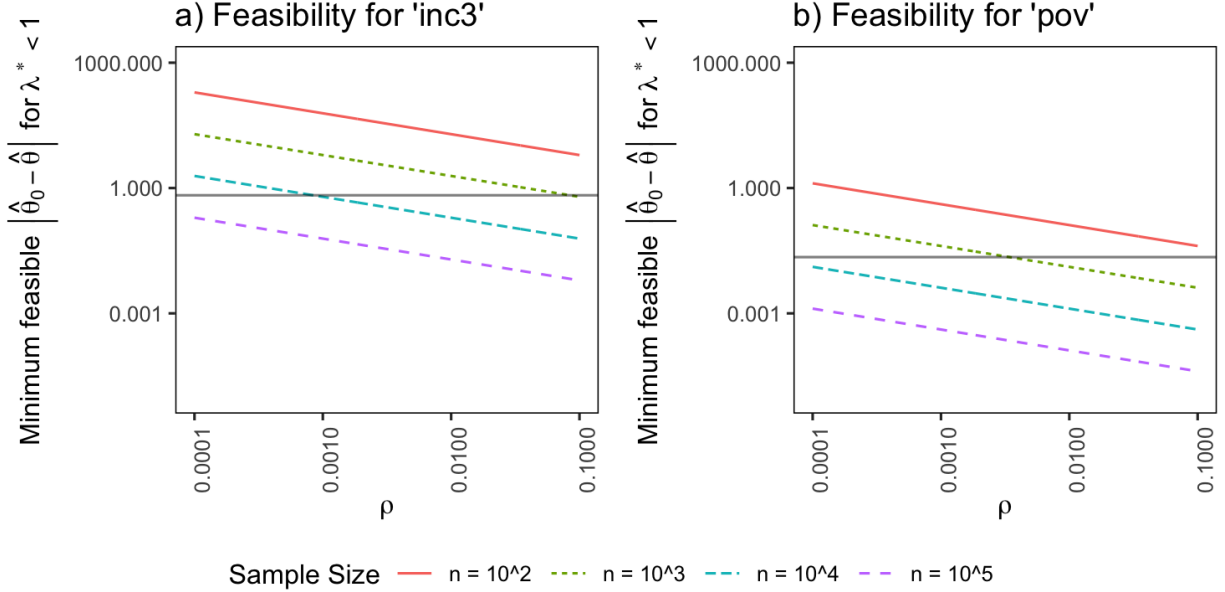 a) Feasibility for 'inc3'
Minimum feasible |θ̂₀ − θ̂| for λ* < 1
1000.000
1.000
0.001
0.0001
0.0010
0.0100
0.1000
ρ
b) Feasibility for 'pov'
Minimum feasible |θ̂₀ − θ̂| for λ* < 1
1000.000
1.000
0.001
0.0001
0.0010
0.0100
0.1000
ρ
Sample Size n = 10^2 n = 10^3 n = 10^4 n = 10^5